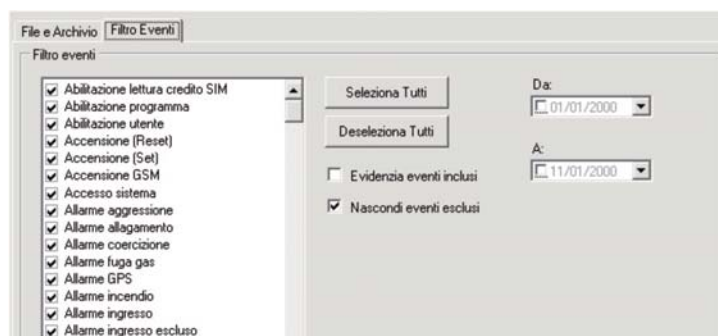 File e Archivio
Filtro Eventi
Filtro eventi
Abilitazione lettura credito SIM
Abilitazione programma
Abilitazione utente
Accensione (Reset)
Accensione (Set)
Accensione GSM
Accesso sistema
Allarme aggressione
Allarme allagamento
Allarme coercizione
Allarme fuga gas
Allarme GPS
Allarme incendio
Allarme ingresso
Allarme ingresso escluso
Seleziona Tutti
Deseleziona Tutti
Evidenzia eventi inclusi
Nascondi eventi esclusi
Da:
01/01/2000
A:
11/01/2000